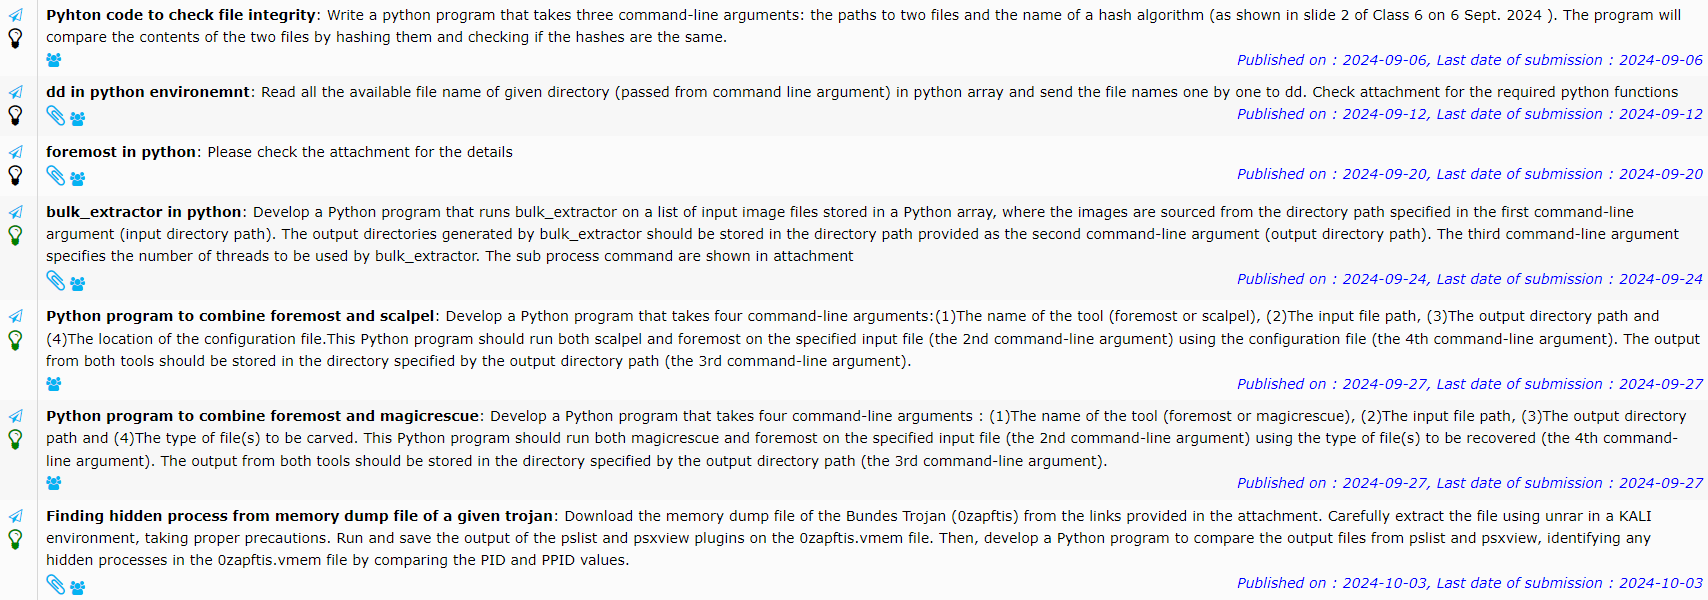 Pyhton code to check file integrity: Write a python program that takes three command-line arguments: the paths to two files and the name of a hash algorithm (as shown in slide 2 of Class 6 on 6 Sept. 2024 ). The program will
compare the contents of the two files by hashing them and checking if the hashes are the same.
Published on : 2024-09-06, Last date of submission : 2024-09-06
dd in python environemnt: Read all the available file name of given directory (passed from command line argument) in python array and send the file names one by one to dd. Check attachment for the required python functions
Published on : 2024-09-12, Last date of submission : 2024-09-12
foremost in python: Please check the attachment for the details
Published on : 2024-09-20, Last date of submission : 2024-09-20
bulk_extractor in python: Develop a Python program that runs bulk_extractor on a list of input image files stored in a Python array, where the images are sourced from the directory path specified in the first command-line
argument (input directory path). The output directories generated by bulk_extractor should be stored in the directory path provided as the second command-line argument (output directory path). The third command-line argument
specifies the number of threads to be used by bulk_extractor. The sub process command are shown in attachment
Published on : 2024-09-24, Last date of submission : 2024-09-24
Python program to combine foremost and scalpel: Develop a Python program that takes four command-line arguments:(1)The name of the tool (foremost or scalpel), (2)The input file path, (3)The output directory path and
(4)The location of the configuration file.This Python program should run both scalpel and foremost on the specified input file (the 2nd command-line argument) using the configuration file (the 4th command-line argument). The output
from both tools should be stored in the directory specified by the output directory path (the 3rd command-line argument).
Published on : 2024-09-27, Last date of submission : 2024-09-27
Python program to combine foremost and magicrescue: Develop a Python program that takes four command-line arguments : (1)The name of the tool (foremost or magicrescue), (2)The input file path, (3)The output directory
path and (4)The type of file(s) to be carved. This Python program should run both magicrescue and foremost on the specified input file (the 2nd command-line argument) using the type of file(s) to be recovered (the 4th command-
line argument). The output from both tools should be stored in the directory specified by the output directory path (the 3rd command-line argument).
Published on : 2024-09-27, Last date of submission : 2024-09-27
Finding hidden process from memory dump file of a given trojan: Download the memory dump file of the Bundes Trojan (0zapftis) from the links provided in the attachment. Carefully extract the file using unrar in a KALI
environment, taking proper precautions. Run and save the output of the pslist and psxview plugins on the 0zapftis.vmem file. Then, develop a Python program to compare the output files from pslist and psxview, identifying any
hidden processes in the 0zapftis.vmem file by comparing the PID and PPID values.
Published on : 2024-10-03, Last date of submission : 2024-10-03